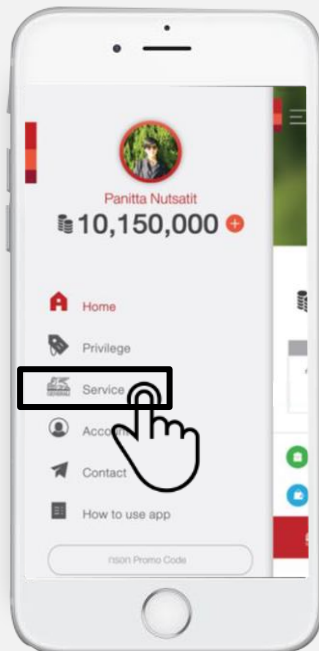 Panitta Nutsatit
10,150,000
Home
Privilege
Service
Account
Contact
How to use app
กรอก Promo Code